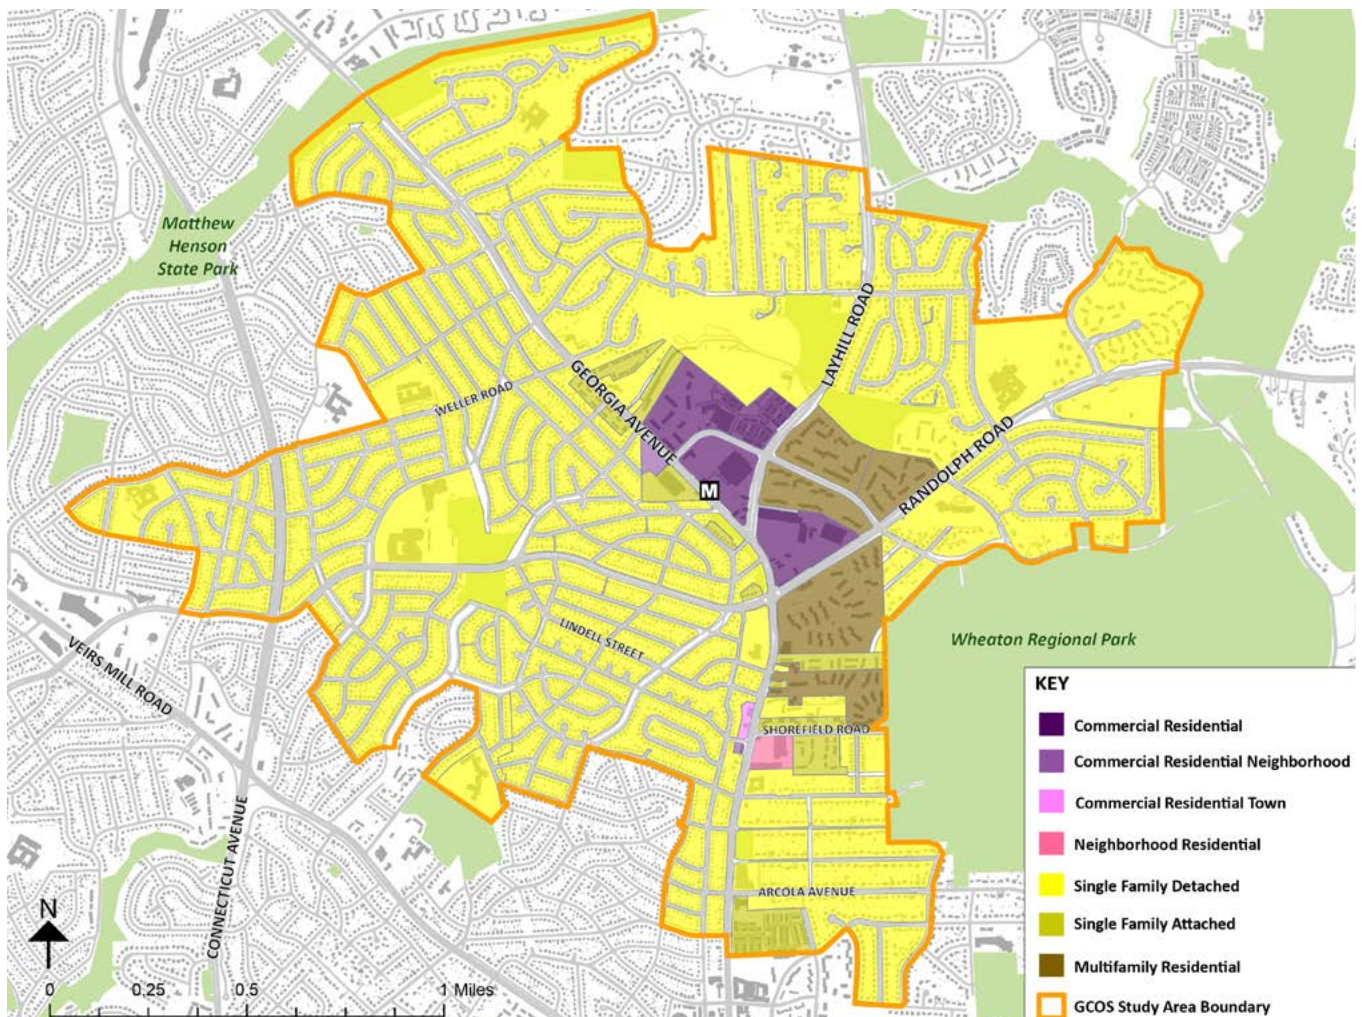 Matthew
Henson
State Park
WELLER ROAD
GEORGIA AVENUE
LAYHILL ROAD
M
RANDOLPH ROAD
LINDELL STREET
VEIRS MILL ROAD
CONNECTICUT AVENUE
Wheaton Regional Park
SHOREFIELD ROAD
ARCOLA AVENUE
KEY
Commercial Residential
Commercial Residential Neighborhood
Commercial Residential Town
Neighborhood Residential
Single Family Detached
Single Family Attached
Multifamily Residential
GCOS Study Area Boundary
N
0 0.25 0.5 1 Miles